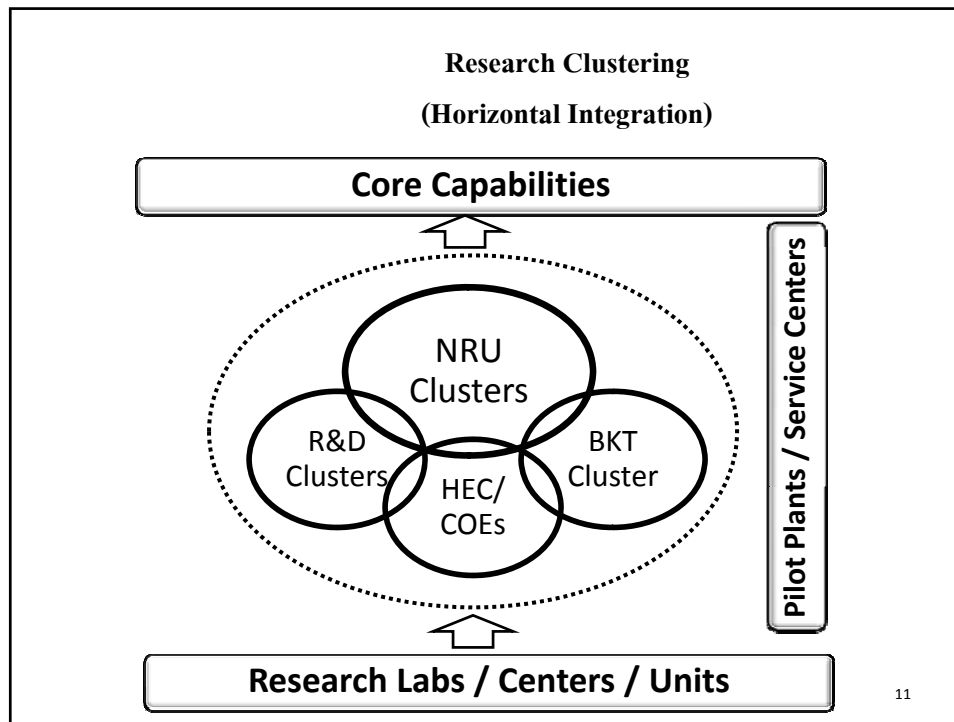 Research Clustering
(Horizontal Integration)
Core Capabilities
NRU
Clusters
R&D
Clusters
BKT
Cluster
HEC/
COEs
Pilot Plants / Service Centers
Research Labs / Centers / Units
11